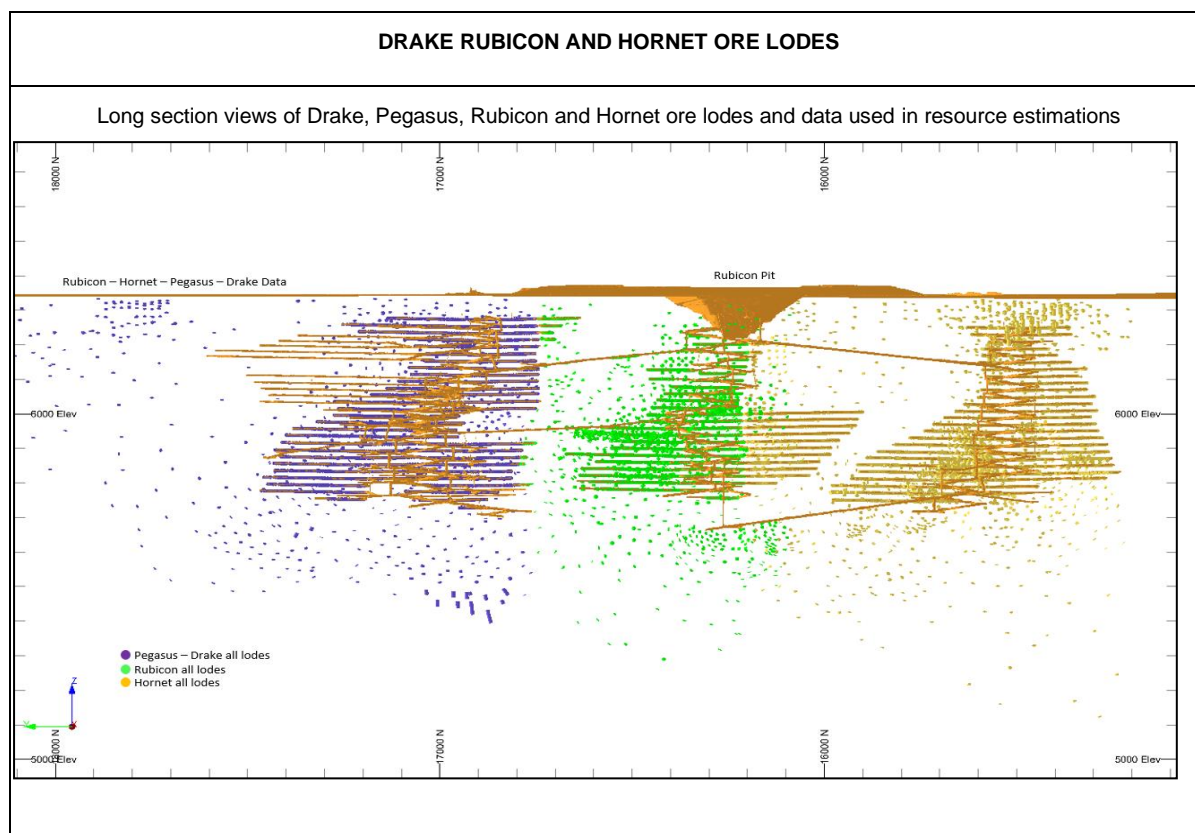 DRAKE RUBICON AND HORNET ORE LODES
Long section views of Drake, Pegasus, Rubicon and Hornet ore lodes and data used in resource estimations
18000 N
17000 N
16000 N
Rubicon – Hornet – Pegasus – Drake Data
Rubicon Pit
6000 Elev
6000 Elev
Pegasus – Drake all lodes
Rubicon all lodes
Hornet all lodes
Z
Y
X
18000 N
17000 N
16000 N
5000 Elev
5000 Elev